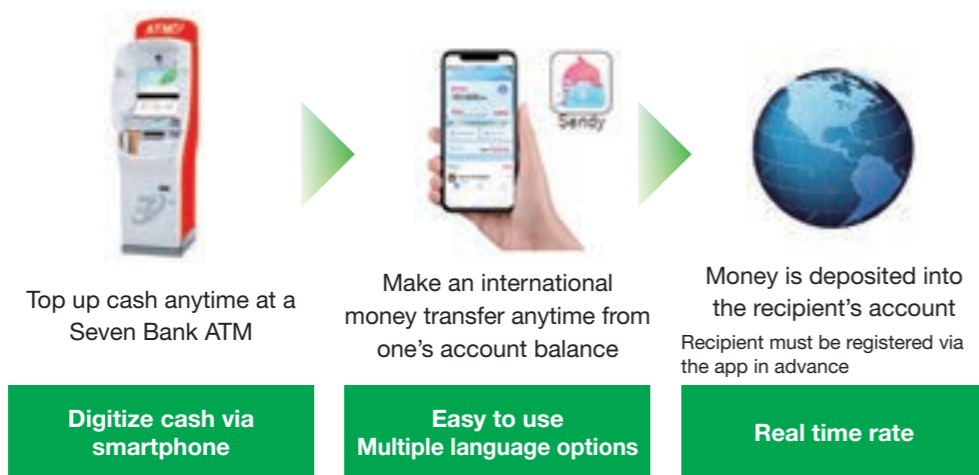 ATM
Sendy
Top up cash anytime at a
Seven Bank ATM
Digitize cash via
smartphone
Make an international
money transfer anytime from
one's account balance
Easy to use
Multiple language options
Money is deposited into
the recipient's account
Recipient must be registered via
the app in advance
Real time rate